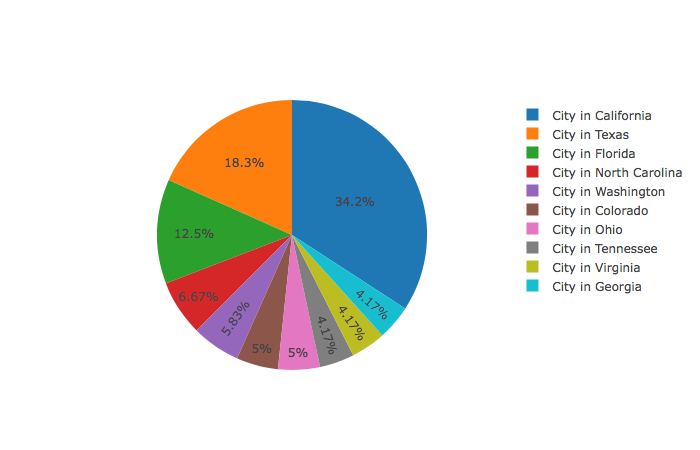 34.2%
18.3%
12.5%
6.67%
5.83%
5%
5%
4.17%
4.17%
4.17%
City in California
City in Texas
City in Florida
City in North Carolina
City in Washington
City in Colorado
City in Ohio
City in Tennessee
City in Virginia
City in Georgia